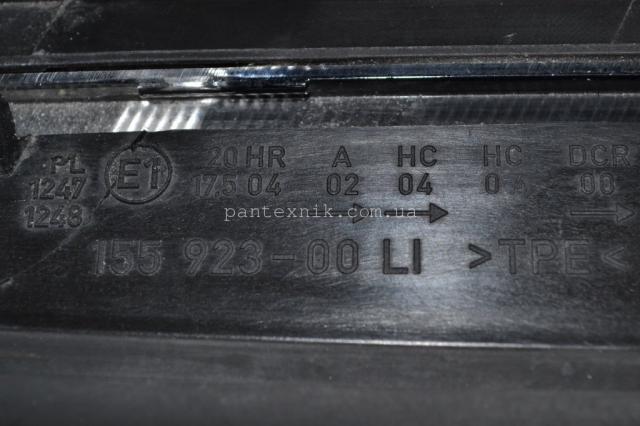 PL E1 20 HR A HC HC DCR
1247 17.5 04 02 04 04 00
1248
pantexnik.com.ua
155 923-00 LI >TPE<